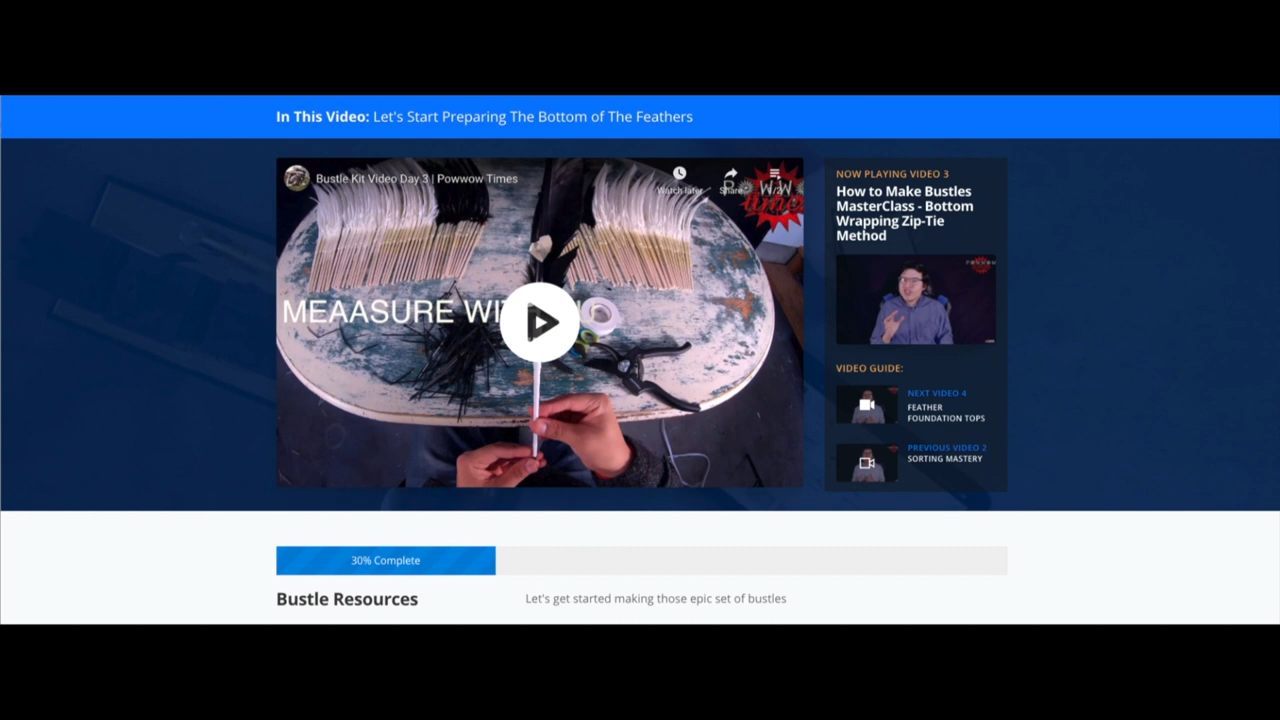 In This Video: Let's Start Preparing The Bottom of The Feathers
Bustle Kit Video Day 3 | Powwow Times
Watch later
Share
MEAASURE WI
NOW PLAYING VIDEO 3
How to Make Bustles
MasterClass - Bottom
Wrapping Zip-Tie
Method
VIDEO GUIDE:
NEXT VIDEO 4
FEATHER
FOUNDATION TOPS
PREVIOUS VIDEO 2
SORTING MASTERY
30% Complete
Bustle Resources
Let's get started making those epic set of bustles